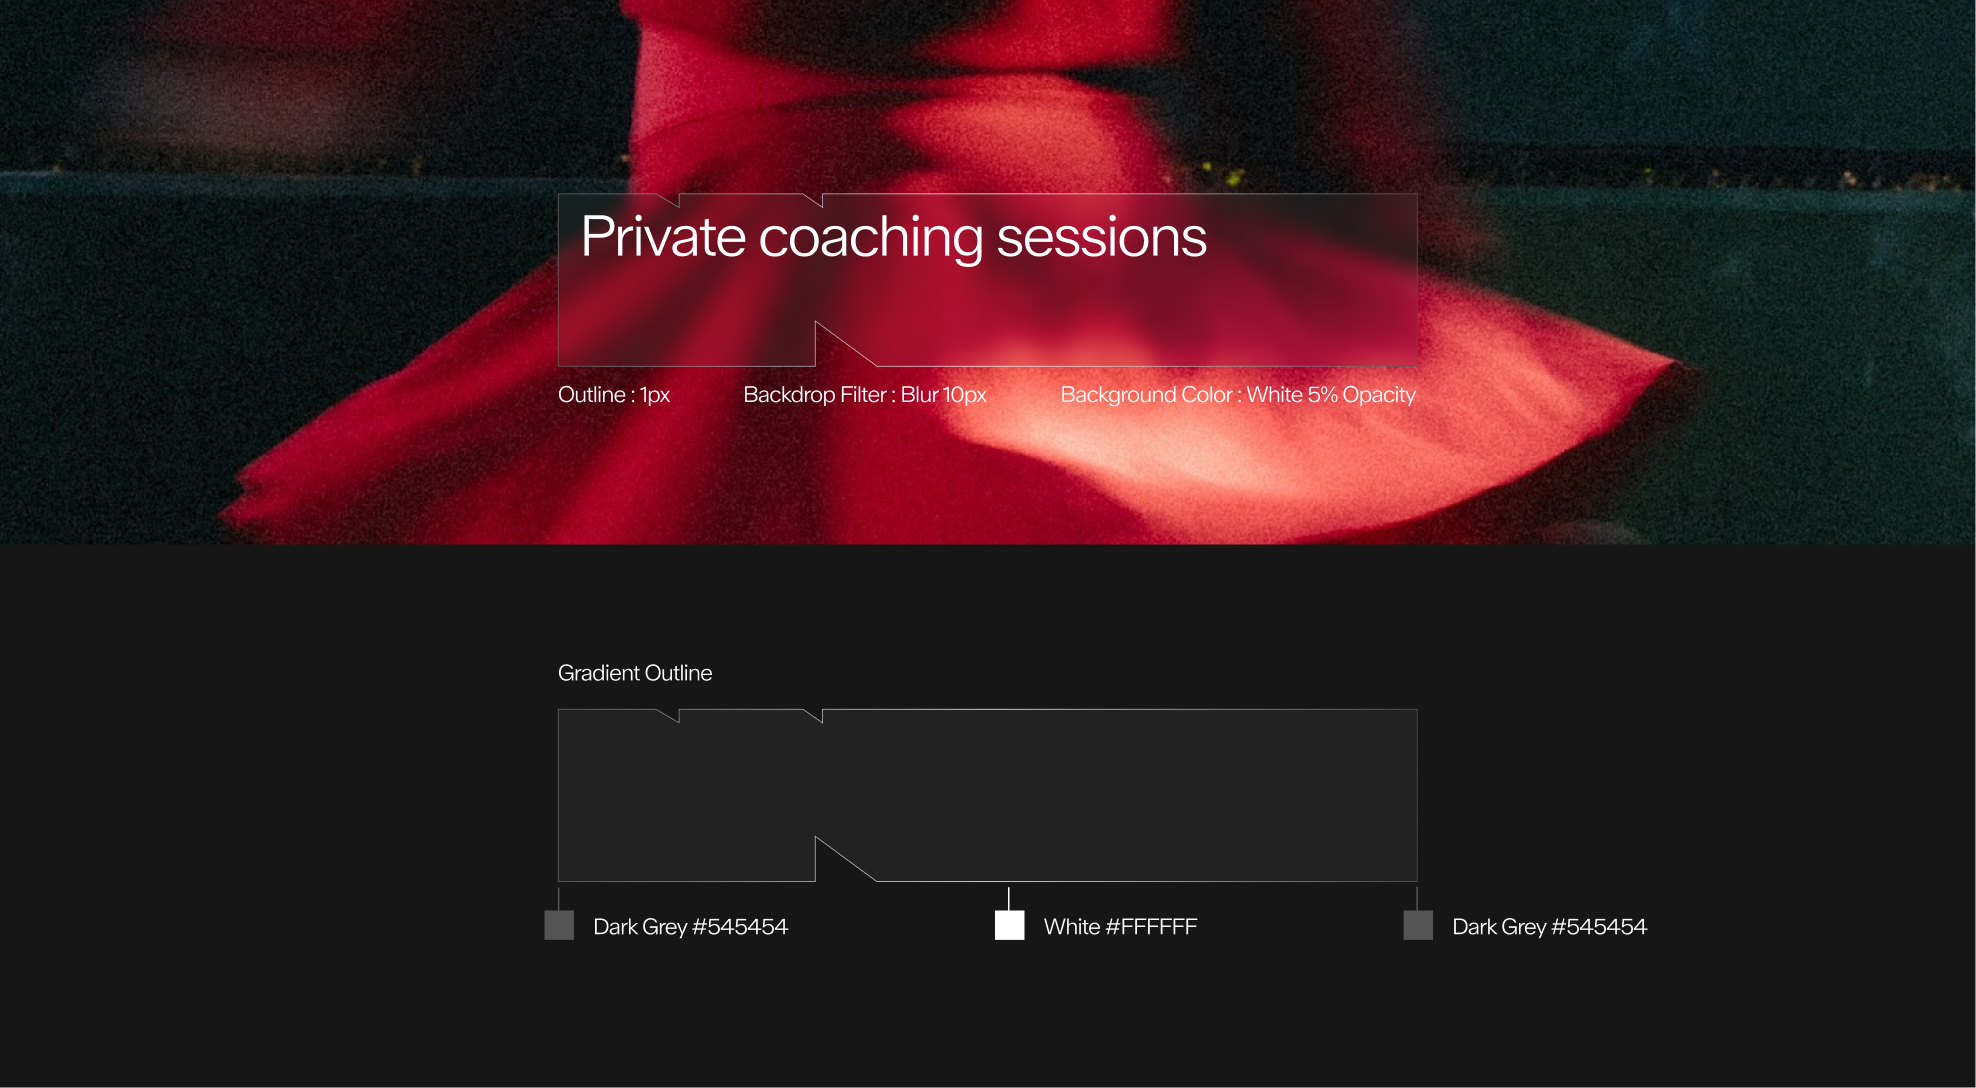 Private coaching sessions
Outline : 1px
Backdrop Filter : Blur 10px
Background Color : White 5% Opacity
Gradient Outline
Dark Grey #545454
White #FFFFFF
Dark Grey #545454